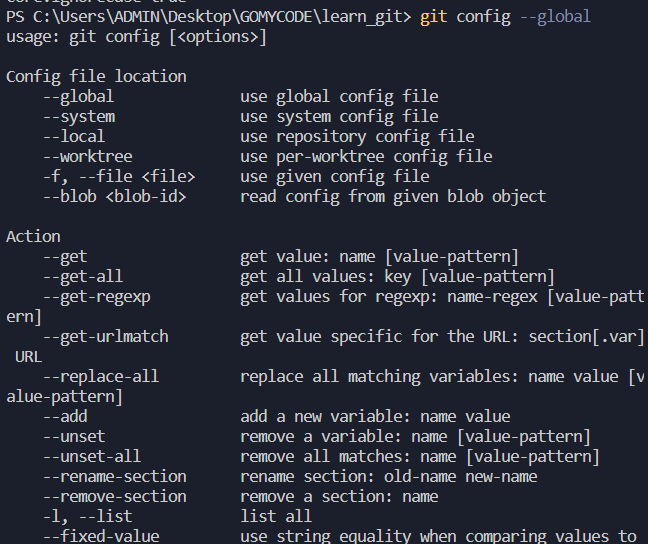 PS C:\Users\ADMIN\Desktop\GOMYCODE\learn_git> git config --global
usage: git config [<options>]
Config file location
--global use global config file
--system use system config file
--local use repository config file
--worktree use per-worktree config file
-f, --file <file> use given config file
--blob <blob-id> read config from given blob object
Action
--get get value: name [value-pattern]
--get-all get all values: key [value-pattern]
--get-regexp get values for regexp: name-regex [value-patt
ern]
--get-urlmatch get value specific for the URL: section[.var]
URL
--replace-all replace all matching variables: name value [v
alue-pattern]
--add add a new variable: name value
--unset remove a variable: name [value-pattern]
--unset-all remove all matches: name [value-pattern]
--rename-section rename section: old-name new-name
--remove-section remove a section: name
-l, --list list all
--fixed-value use string equality when comparing values to